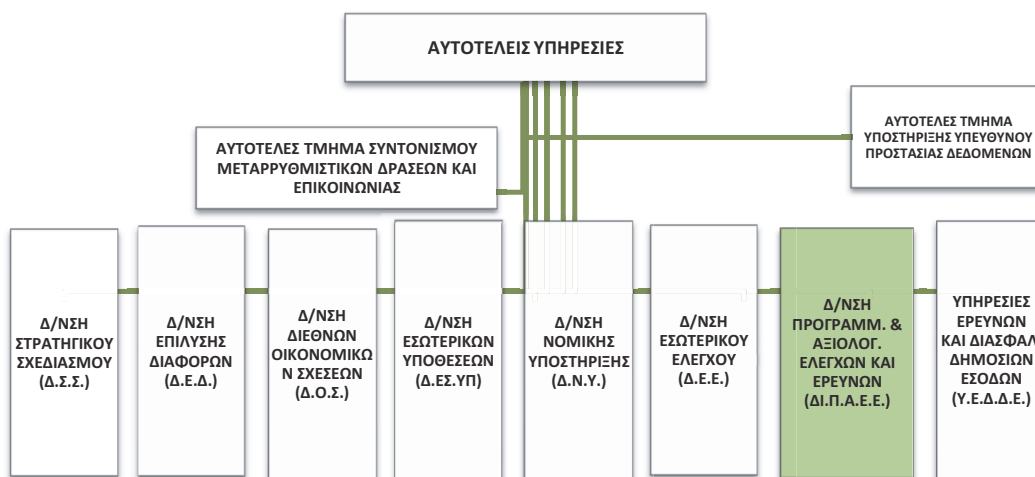 ΑΥΤΟΤΕΛΕΙΣ ΥΠΗΡΕΣΙΕΣ
ΑΥΤΟΤΕΛΕΣ ΤΜΗΜΑ ΣΥΝΤΟΝΙΣΜΟΥ
ΜΕΤΑΡΡΥΘΜΙΣΤΙΚΩΝ ΔΡΑΣΕΩΝ ΚΑΙ
ΕΠΙΚΟΙΝΩΝΙΑΣ
ΑΥΤΟΤΕΛΕΣ ΤΜΗΜΑ
ΥΠΟΣΤΗΡΙΞΗΣ ΥΠΕΥΘΥΝΟΥ
ΠΡΟΣΤΑΣΙΑΣ ΔΕΔΟΜΕΝΩΝ
Δ/ΝΣΗ
ΣΤΡΑΤΗΓΙΚΟΥ
ΣΧΕΔΙΑΣΜΟΥ
(Δ.Σ.Σ.)
Δ/ΝΣΗ
ΕΠΙΛΥΣΗΣ
ΔΙΑΦΟΡΩΝ
(Δ.Ε.Δ.)
Δ/ΝΣΗ
ΔΙΕΘΝΩΝ
ΟΙΚΟΝΟΜΙΚΩ
Ν ΣΧΕΣΕΩΝ
(Δ.Ο.Σ.)
Δ/ΝΣΗ
ΕΣΩΤΕΡΙΚΩΝ
ΥΠΟΘΕΣΕΩΝ
(Δ.ΕΣ.ΥΠ)
Δ/ΝΣΗ
ΝΟΜΙΚΗΣ
ΥΠΟΣΤΗΡΙΞΗΣ
(Δ.Ν.Υ.)
Δ/ΝΣΗ
ΕΣΩΤΕΡΙΚΟΥ
ΕΛΕΓΧΟΥ
(Δ.Ε.Ε.)
Δ/ΝΣΗ
ΠΡΟΓΡΑΜΜ. &
ΑΞΙΟΛΟΓ.
ΕΛΕΓΧΩΝ ΚΑΙ
ΕΡΕΥΝΩΝ
(ΔΙ.Π.Α.Ε.Ε.)
ΥΠΗΡΕΣΙΕΣ
ΕΡΕΥΝΩΝ
ΚΑΙ ΔΙΑΣΦΑΛ
ΔΗΜΟΣΙΩΝ
ΕΣΟΔΩΝ
(Υ.Ε.Δ.Δ.Ε.)